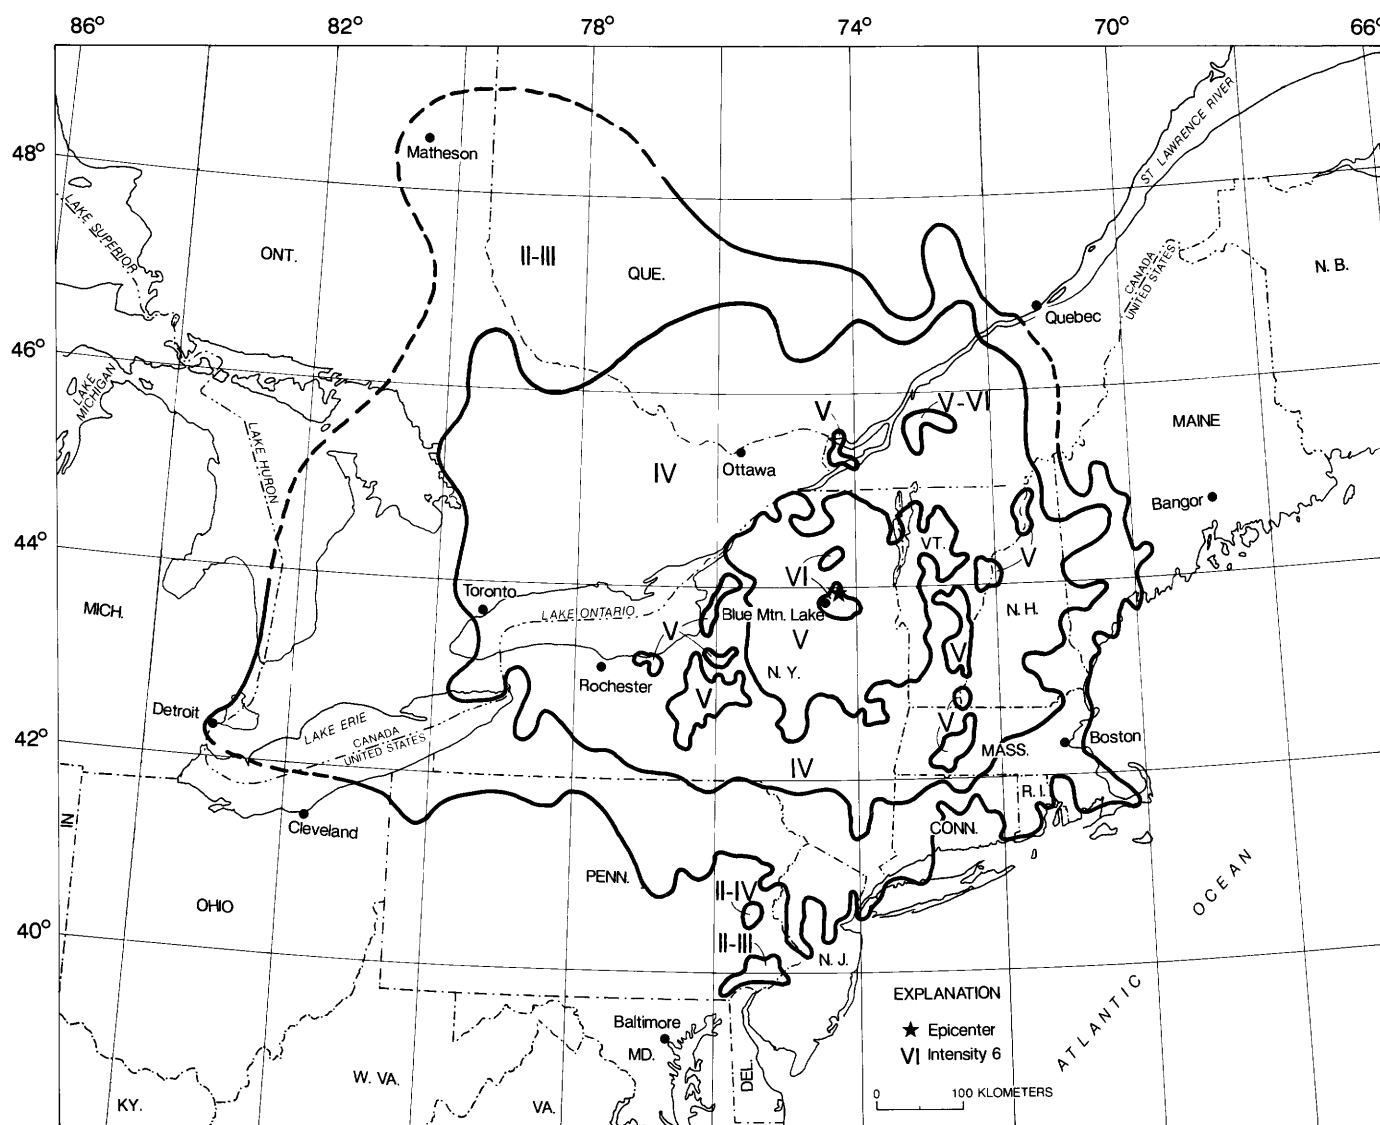 86° 82° 78° 74° 70° 66°
48°
Matheson
ST LAWRENCE RIVER
LAKE SUPERIOR
ONT.
II-III
QUE.
CANADA
UNITED STATES
N. B.
Quebec
46°
LAKE
MICHIGAN
V
V-VI
MAINE
LAKE HURON
IV
Ottawa
Bangor
44°
VT.
V
VI
MICH.
Toronto
LAKE ONTARIO
Blue Mtn. Lake
N. H.
V
V
V
N. Y.
Rochester
V
Detroit
LAKE ERIE
CANADA
UNITED STATES
V
Boston
42°
MASS.
IV
R. I.
IN
Cleveland
CONN.
PENN.
II-IV
OHIO
OCEAN
40°
II-III
N. J.
EXPLANATION
ATLANTIC
Baltimore
Epicenter
MD.
VI Intensity 6
W. VA.
DEL.
0 100 KLOMETERS
KY.
VA.